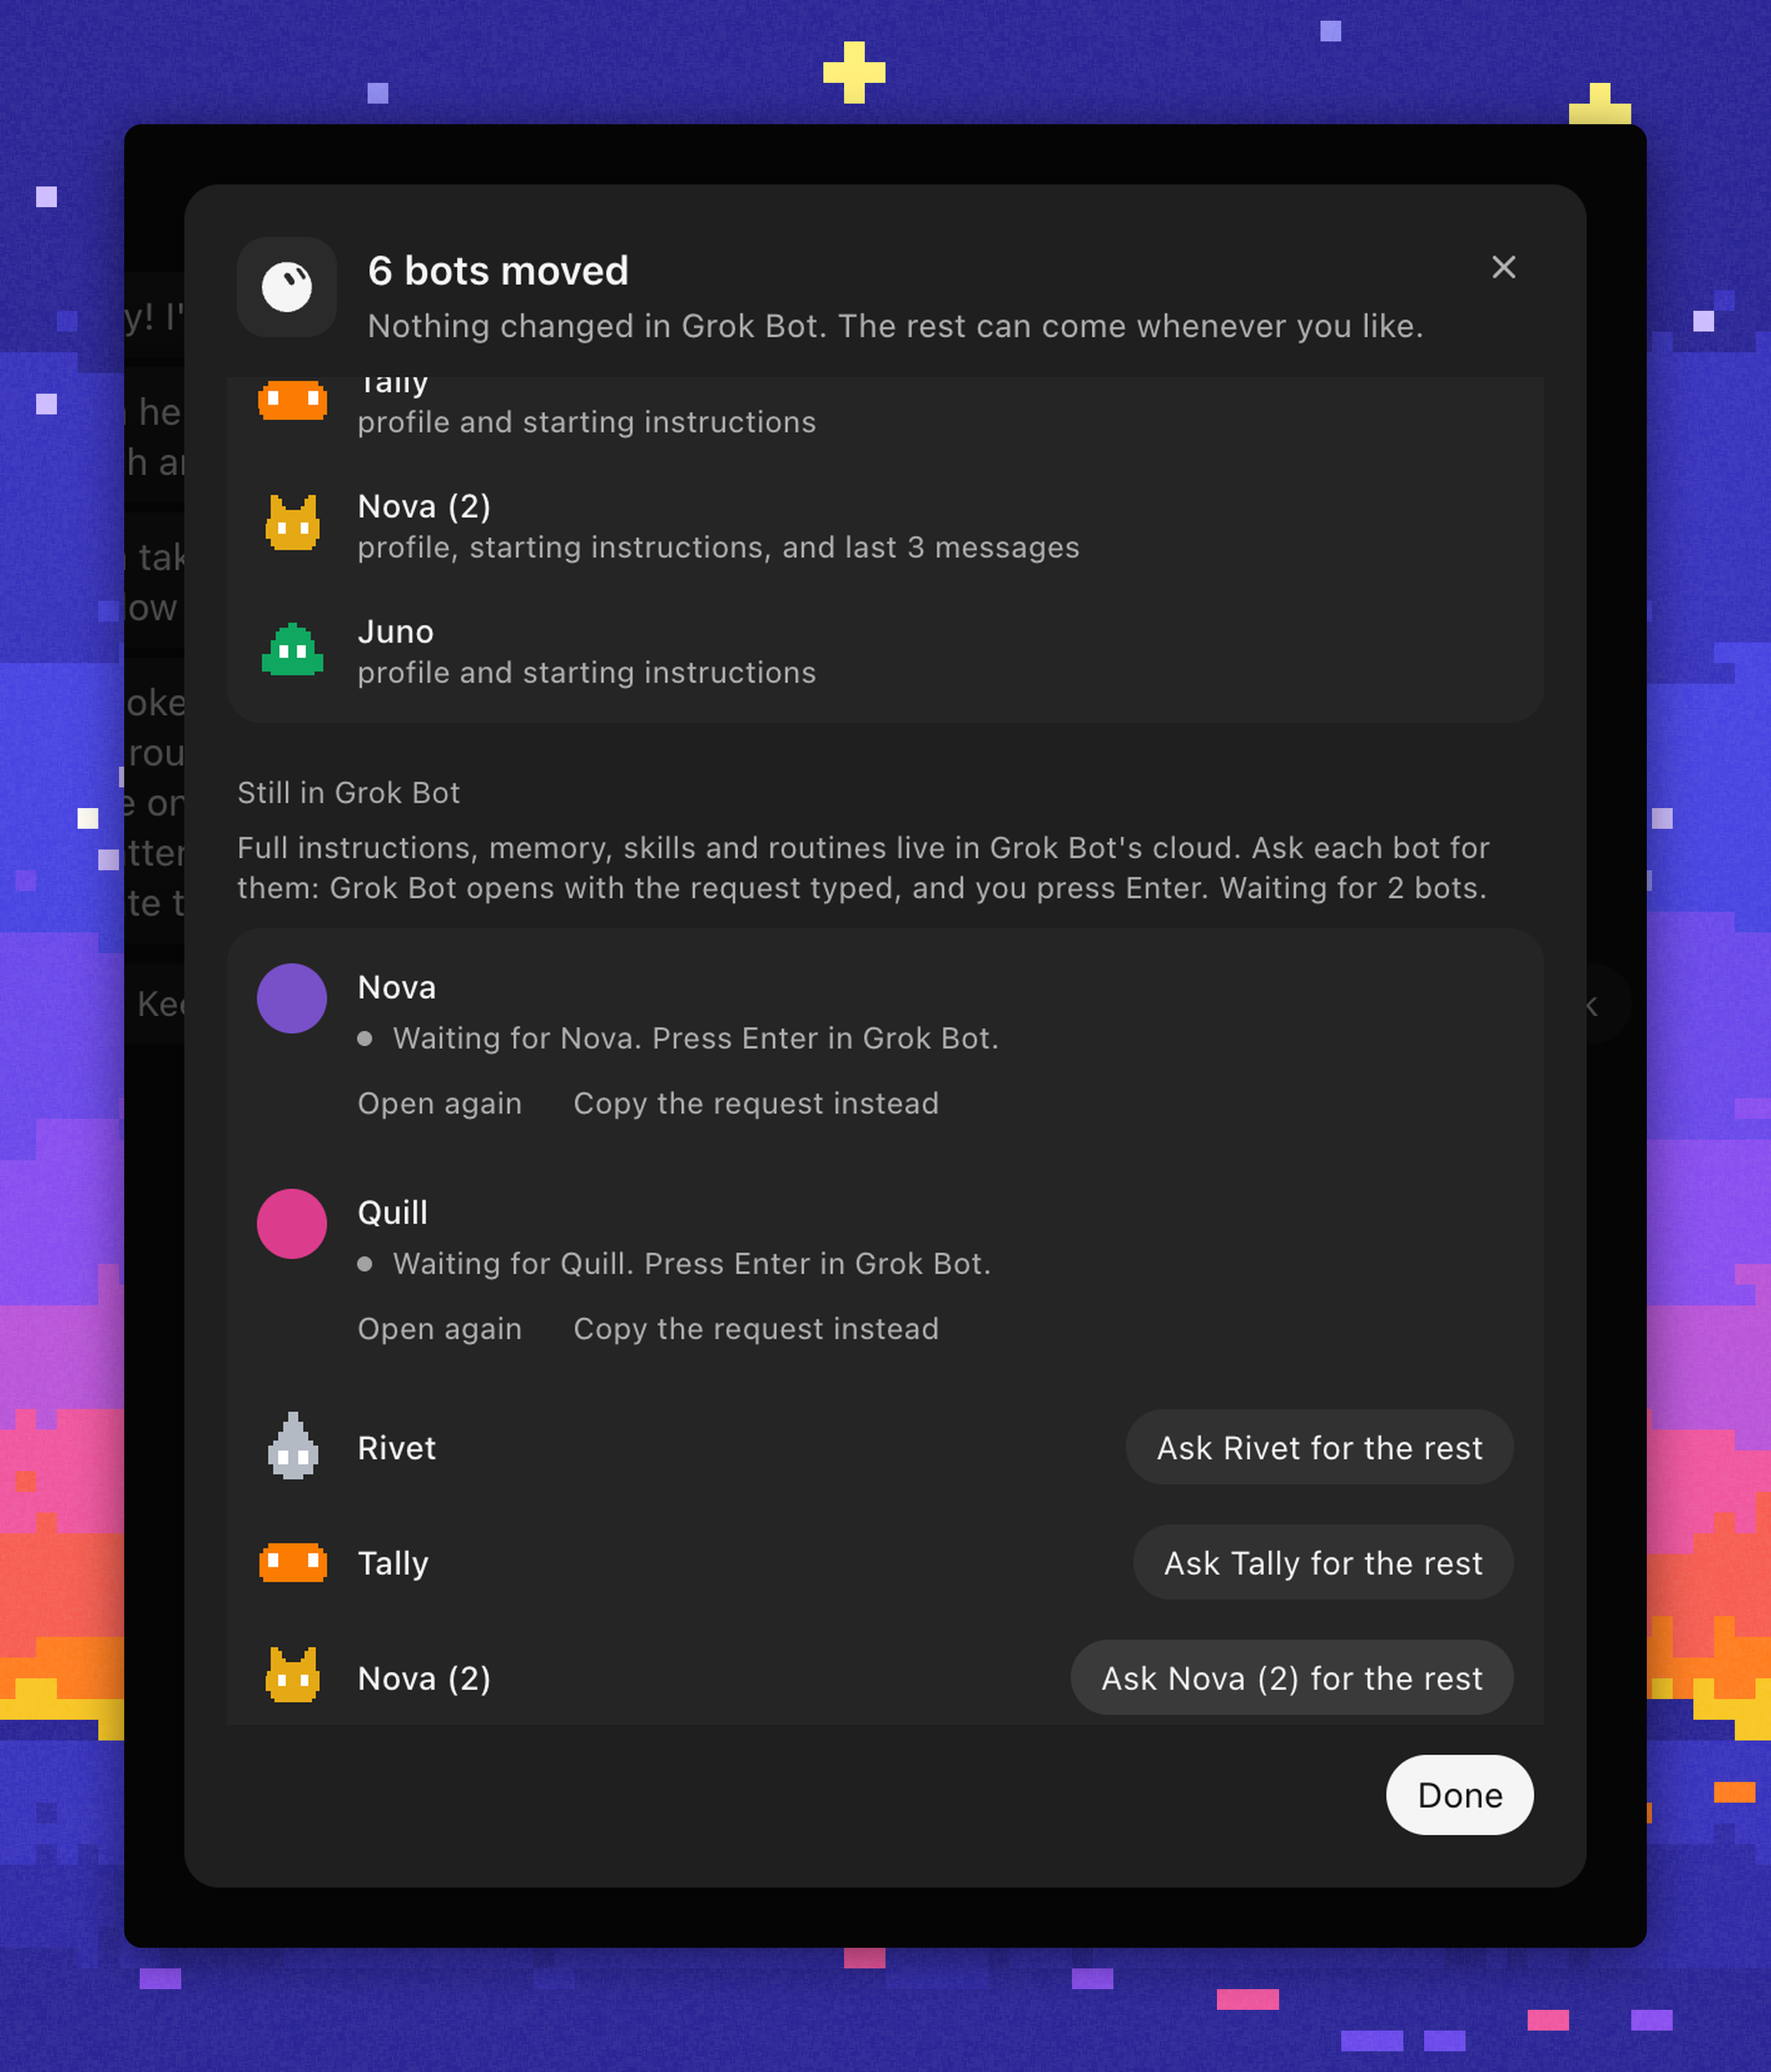 6 bots moved
Nothing changed in Grok Bot. The rest can come whenever you like.
Tally
profile and starting instructions
Nova (2)
profile, starting instructions, and last 3 messages
Juno
profile and starting instructions
Still in Grok Bot
Full instructions, memory, skills and routines live in Grok Bot's cloud. Ask each bot for
them: Grok Bot opens with the request typed, and you press Enter. Waiting for 2 bots.
Nova
Waiting for Nova. Press Enter in Grok Bot.
Open again Copy the request instead
Quill
Waiting for Quill. Press Enter in Grok Bot.
Open again Copy the request instead
Rivet Ask Rivet for the rest
Tally Ask Tally for the rest
Nova (2) Ask Nova (2) for the rest
Done